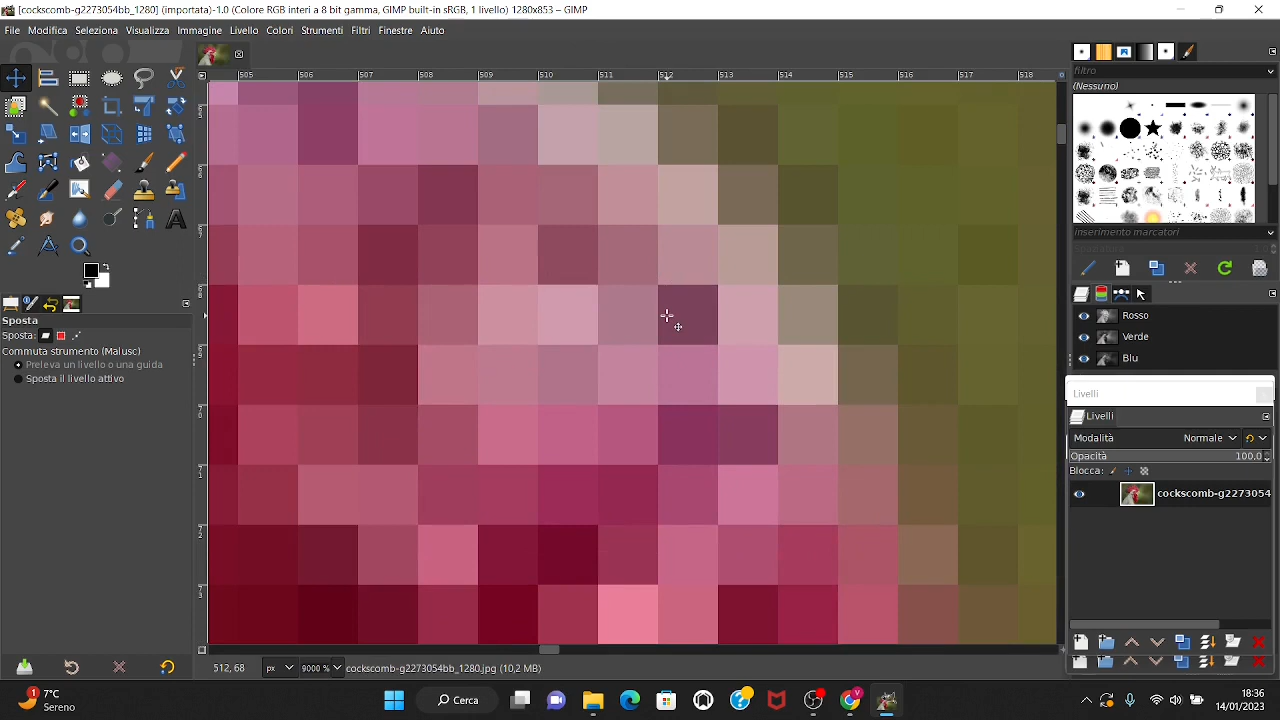 [cockscomb-g2273054bb_1280] (importata)-1.0 (Colore RGB interi a 8 bit gamma, GIMP built-in sRGB, 1 livello) 1280x853 – GIMP
File Modifica Seleziona Visualizza Immagine Livello Colori Strumenti Filtri Finestre Aiuto
505 506 507 508 509 510 511 512 513 514 515 516 517 518
filtro
(Nessuno)
Inserimento marcatori
Rosso
Verde
Blu
Livelli
Livelli
Modalità Normale
Opacità 100,0
Blocca:
cockscomb-g2273054
Sposta
Sposta:
Commuta strumento (Maiusc)
Preleva un livello o una guida
Sposta il livello attivo
512, 68 px 9000 % cockscomb-g2273054bb_1280.jpg (10,2 MB)
1 7°C
Sereno
Cerca
V
18:36
14/01/2023